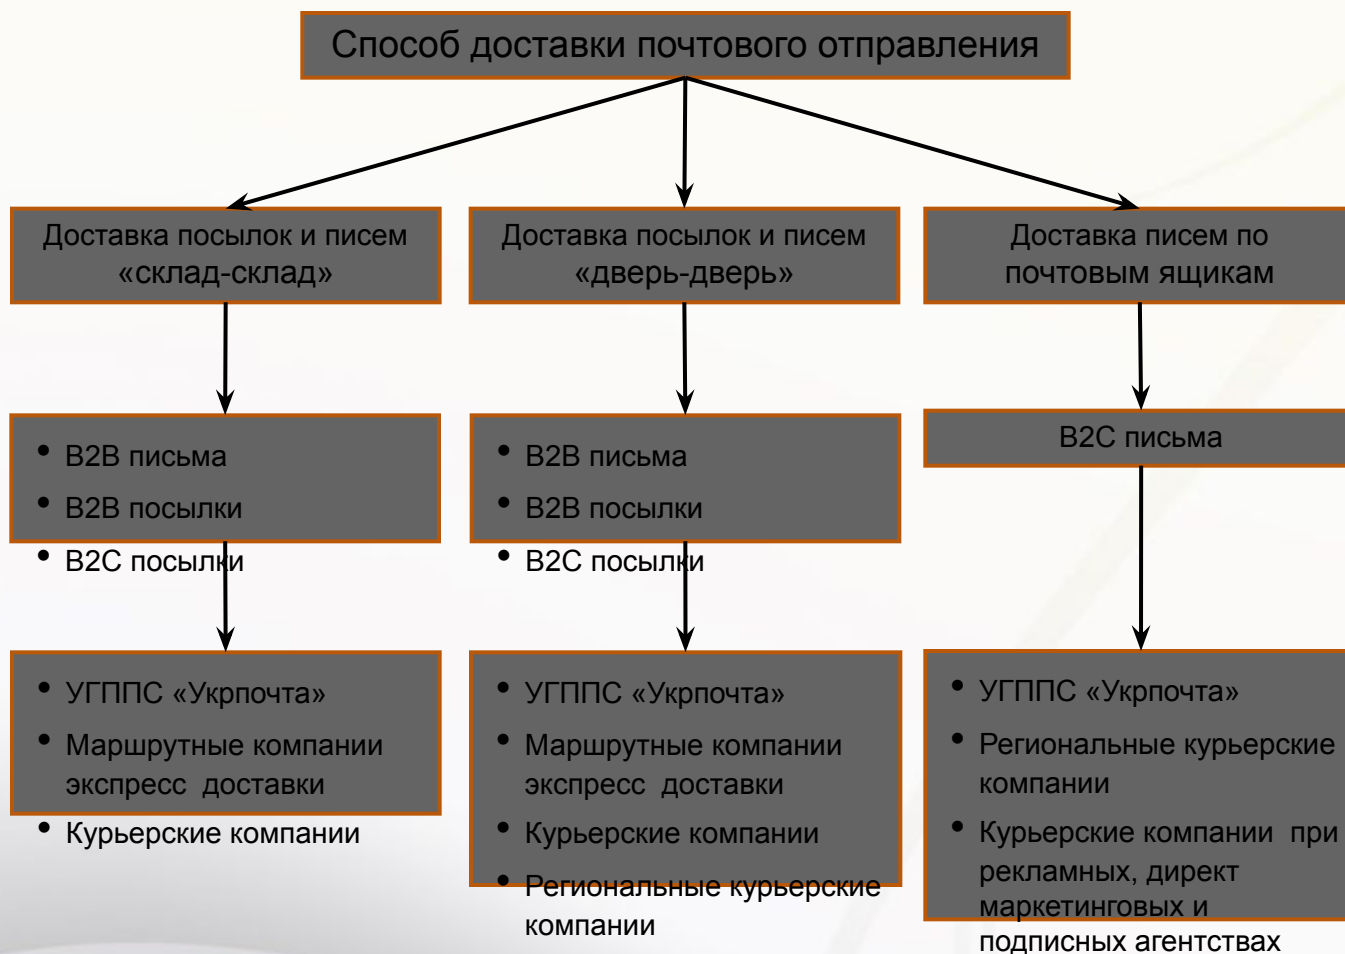 Способ доставки почтового отправления
Доставка посылок и писем
«склад-склад»
Доставка посылок и писем
«дверь-дверь»
Доставка писем по
почтовым ящикам
• B2B письма
• B2B посылки
• B2C посылки
• B2B письма
• B2B посылки
• B2C посылки
B2C письма
• УГППС «Укрпочта»
• Маршрутные компании
экспресс доставки
• Курьерские компании
• УГППС «Укрпочта»
• Маршрутные компании
экспресс доставки
• Курьерские компании
• Региональные курьерские
компании
• УГППС «Укрпочта»
• Региональные курьерские
компании
• Курьерские компании при
рекламных, директ
маркетинговых и
подписных агентствах